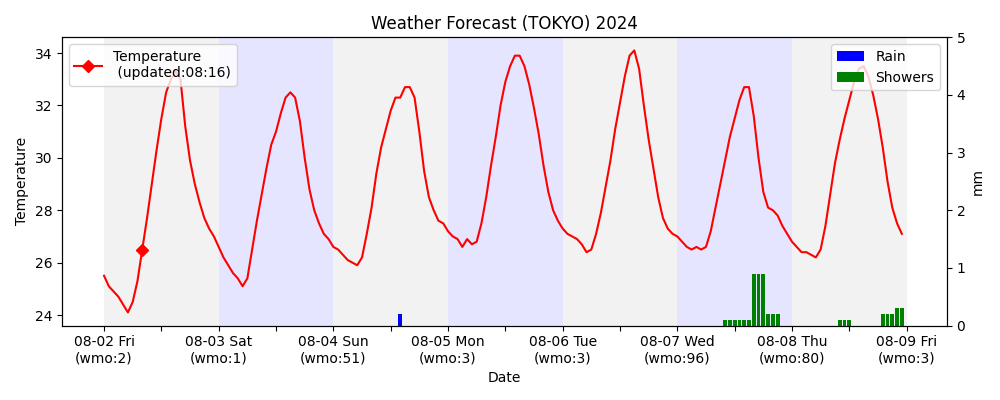 Weather Forecast (TOKYO) 2024
Temperature
(updated:08:16)
Rain
Showers
34
32
30
28
26
24
Temperature
5
4
3
2
1
0
mm
08-02 Fri
(wmo:2)
08-03 Sat
(wmo:1)
08-04 Sun
(wmo:51)
08-05 Mon
(wmo:3)
08-06 Tue
(wmo:3)
08-07 Wed
(wmo:96)
08-08 Thu
(wmo:80)
08-09 Fri
(wmo:3)
Date